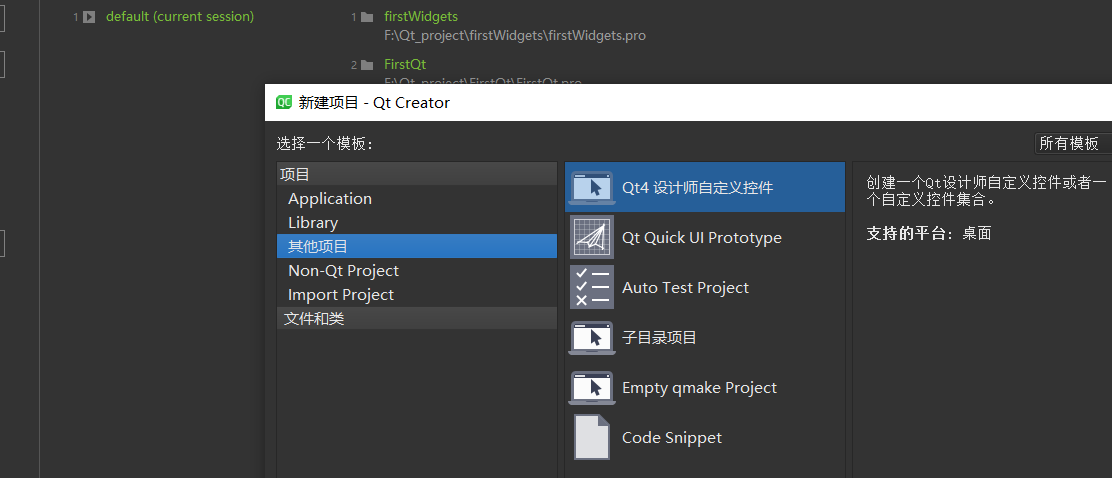 1 default (current session)
1 firstWidgets
F:\Qt_project\firstWidgets\firstWidgets.pro
2 FirstQt
F:\Qt_project\FirstQt\FirstQt.pro
QC 新建项目 - Qt Creator
选择一个模板:
所有模板
项目
Application
Library
其他项目
Non-Qt Project
Import Project
文件和类
Qt4 设计师自定义控件
Qt Quick UI Prototype
Auto Test Project
子目录项目
Empty qmake Project
Code Snippet
创建一个Qt设计师自定义控件或者一
个自定义控件集合。
支持的平台: 桌面